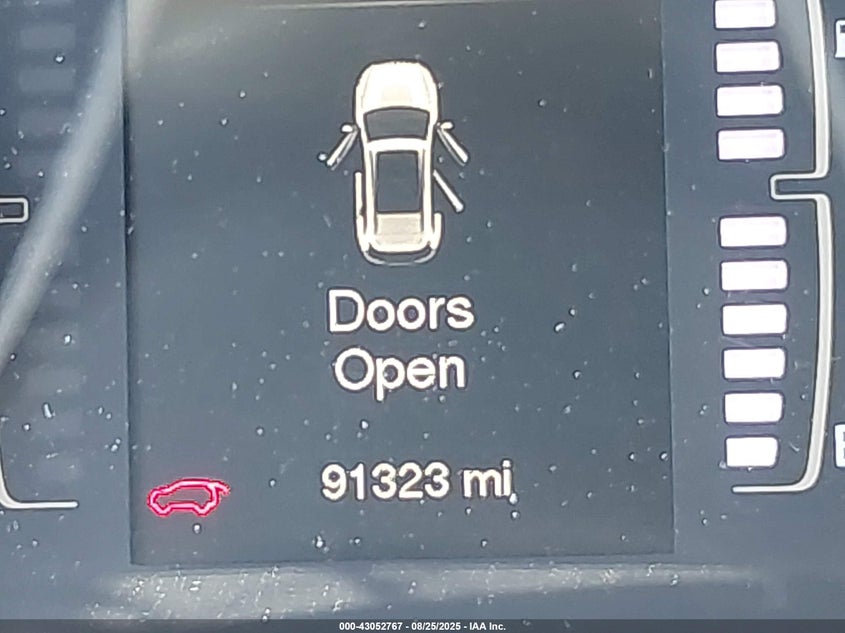 Doors
Open
91323 mi
000-43052767 - 08/25/2025 - IAA Inc.